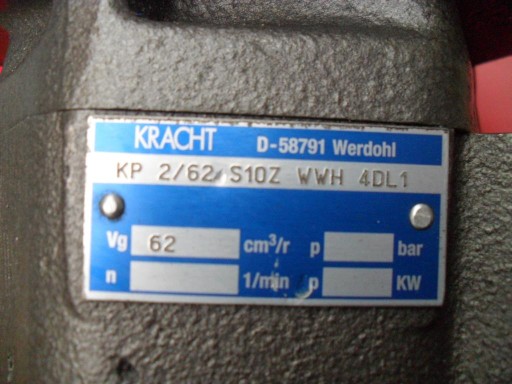 KRACHT D-58791 Werdohl
KP 2/62 S10Z WWH 4DL1
Vg 62 cm³/r p bar
n 1/min p KW